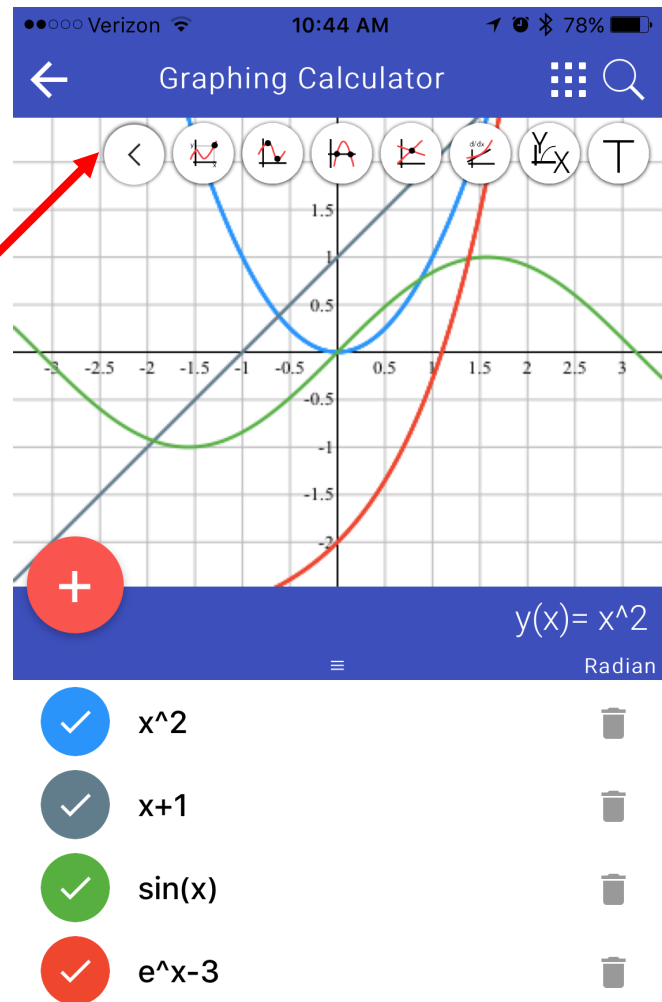 Verizon 10:44 AM 78%
Graphing Calculator
y x d/dx Y X T
1.5
0.5
-3 -2.5 -2 -1.5 -1 -0.5 0.5 1 1.5 2 2.5 3
-0.5
-1
-1.5
-2
y(x)= x^2
Radian
x^2
x+1
sin(x)
e^x-3